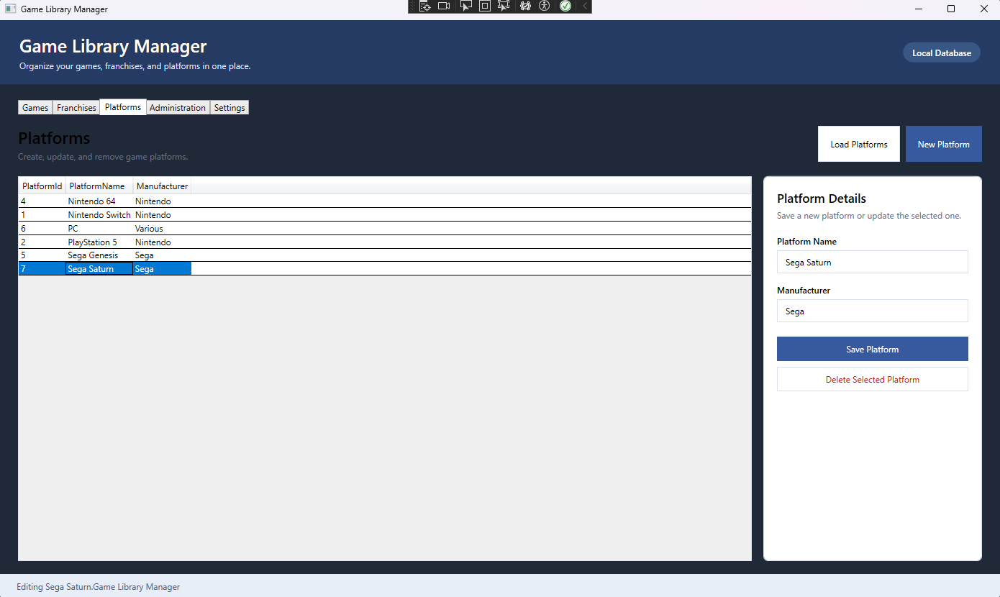 Game Library Manager
Game Library Manager
Organize your games, franchises, and platforms in one place.
Local Database
Games Franchises Platforms Administration Settings
Platforms
Create, update, and remove game platforms.
Load Platforms
New Platform
PlatformId PlatformName Manufacturer
4 Nintendo 64 Nintendo
1 Nintendo Switch Nintendo
6 PC Various
2 PlayStation 5 Nintendo
5 Sega Genesis Sega
7 Sega Saturn Sega
Platform Details
Save a new platform or update the selected one.
Platform Name
Sega Saturn
Manufacturer
Sega
Save Platform
Delete Selected Platform
Editing Sega Saturn.Game Library Manager